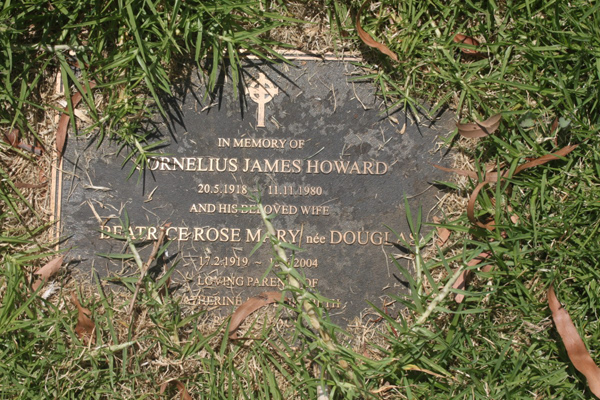 IN MEMORY OF
ORNELIUS JAMES HOWARD
20.5.1918 ~ 11.11.1980
AND HIS BELOVED WIFE
BEATRICE ROSE MARY née DOUGL
17.2.1919 ~ 2004
LOVING PARENTS OF